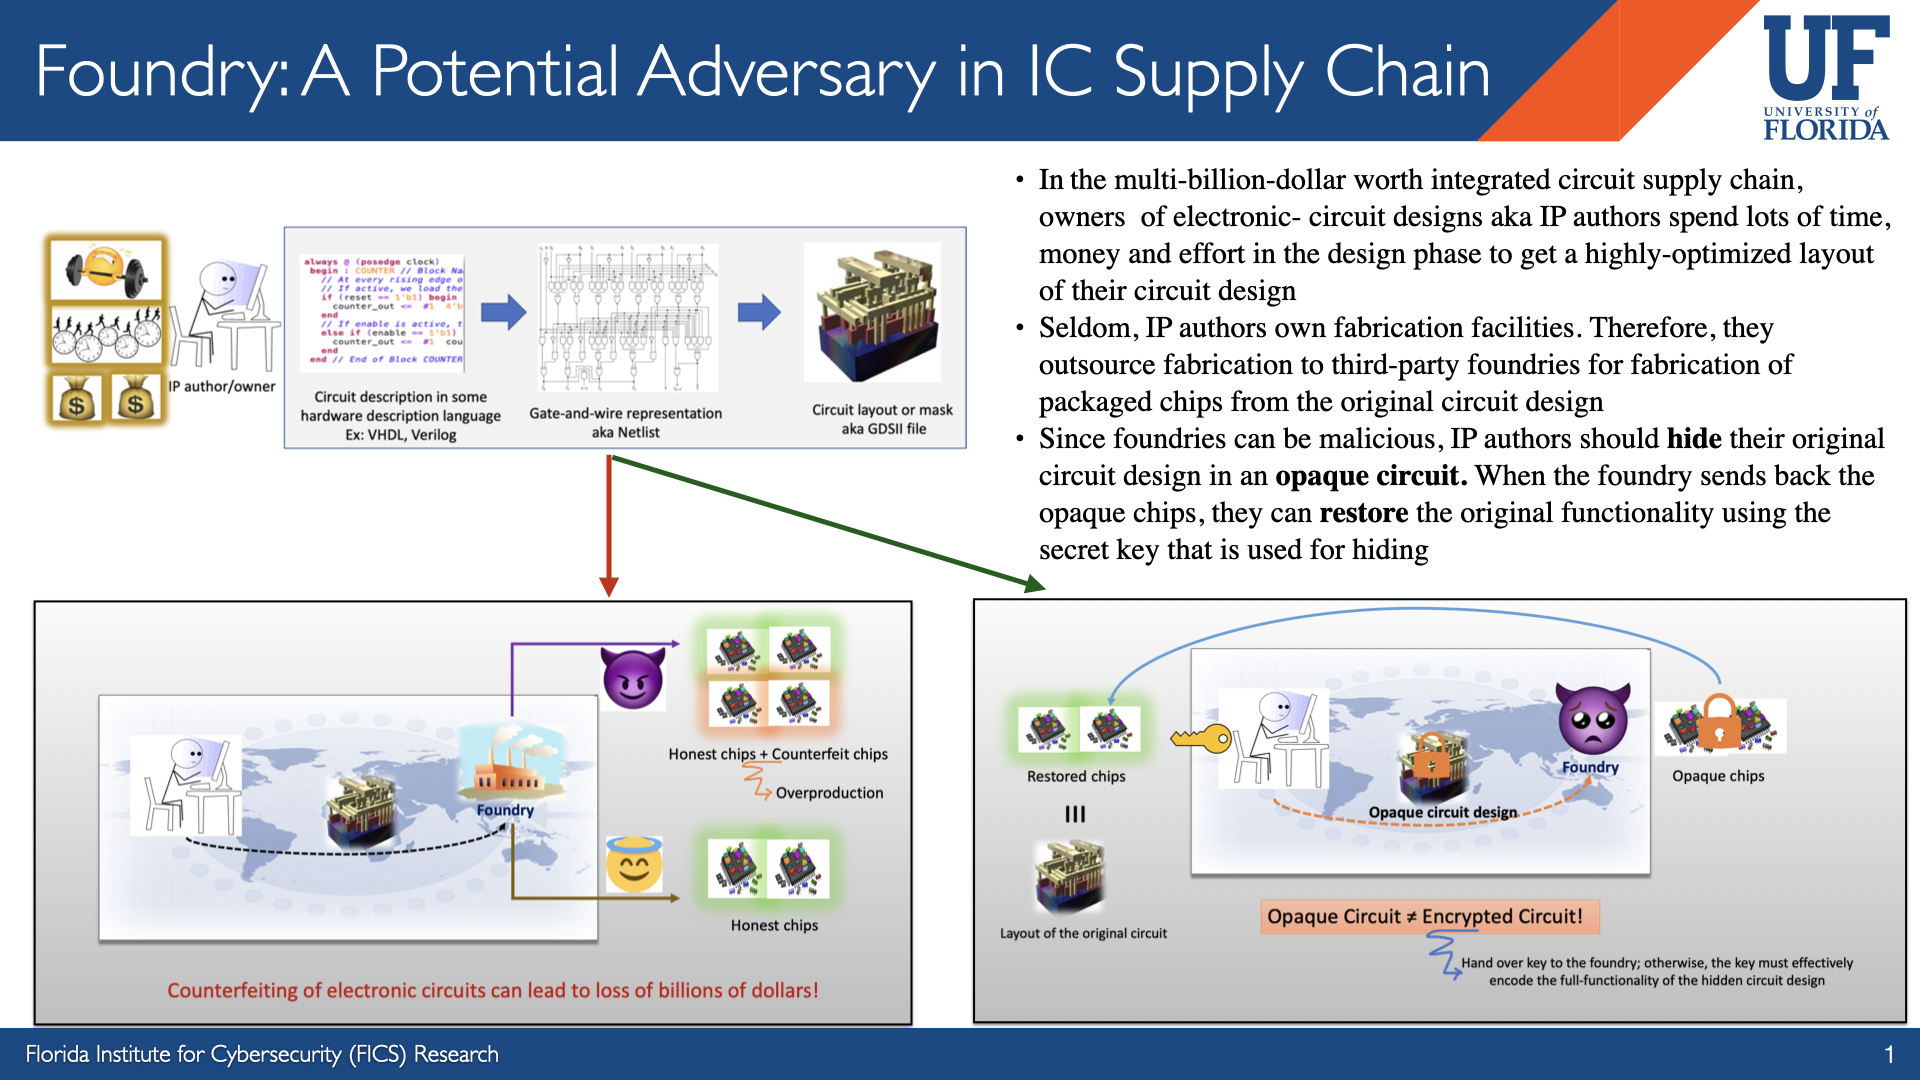 Foundry: A Potential Adversary in IC Supply Chain
UF
UNIVERSITY of
FLORIDA
• In the multi-billion-dollar worth integrated circuit supply chain,
owners of electronic- circuit designs aka IP authors spend lots of time,
money and effort in the design phase to get a highly-optimized layout
of their circuit design
• Seldom, IP authors own fabrication facilities. Therefore, they
outsource fabrication to third-party foundries for fabrication of
packaged chips from the original circuit design
• Since foundries can be malicious, IP authors should hide their original
circuit design in an opaque circuit. When the foundry sends back the
opaque chips, they can restore the original functionality using the
secret key that is used for hiding
$ $
IP author/owner
always @ (posedge clock)
begin : COUNTER // Block Na
// At every rising edge o
// If active, we load the
if (reset == 1'b1) begin
counter_out <= #1 4'b
end
// If enable is active, t
else if (enable == 1'b1)
counter_out <= #1 cou
end
end // End of Block COUNTER
Circuit description in some
hardware description language
Ex: VHDL, Verilog
Gate-and-wire representation
aka Netlist
Circuit layout or mask
aka GDSII file
Foundry
Honest chips + Counterfeit chips
Overproduction
Honest chips
Counterfeiting of electronic circuits can lead to loss of billions of dollars!
Restored chips
Layout of the original circuit
Opaque circuit design
Foundry
Opaque chips
Opaque Circuit ≠ Encrypted Circuit!
Hand over key to the foundry; otherwise, the key must effectively
encode the full-functionality of the hidden circuit design
Florida Institute for Cybersecurity (FICS) Research
1